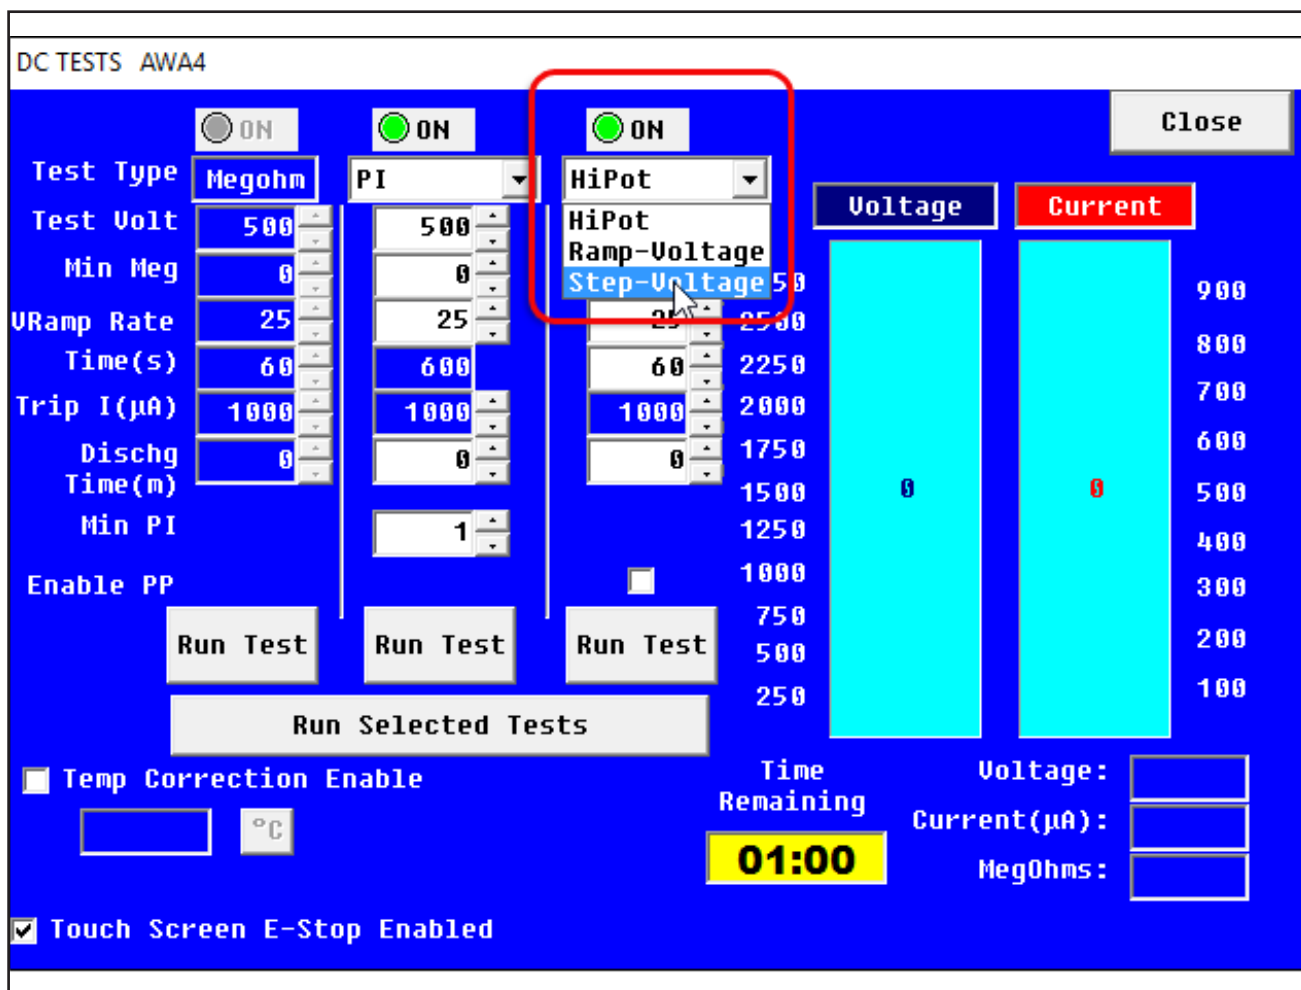 DC TESTS AWA4
ON ON ON Close
Test Type Megohm PI HiPot
HiPot
Ramp-Voltage
Step-Voltage
Voltage Current
Test Volt 500 500
Min Meg 0 0
VRamp Rate 25 25 25
Time(s) 60 600 60
Trip I(µA) 1000 1000 1000
Dischg
Time(m) 0 0 0
Min PI 1
Enable PP
Run Test Run Test Run Test
Run Selected Tests
50
2500
2250
2000
1750
1500
1250
1000
750
500
250
0
0
900
800
700
600
500
400
300
200
100
Temp Correction Enable
°C
Time
Remaining
01:00
Voltage:
Current(µA):
MegOhms:
Touch Screen E-Stop Enabled